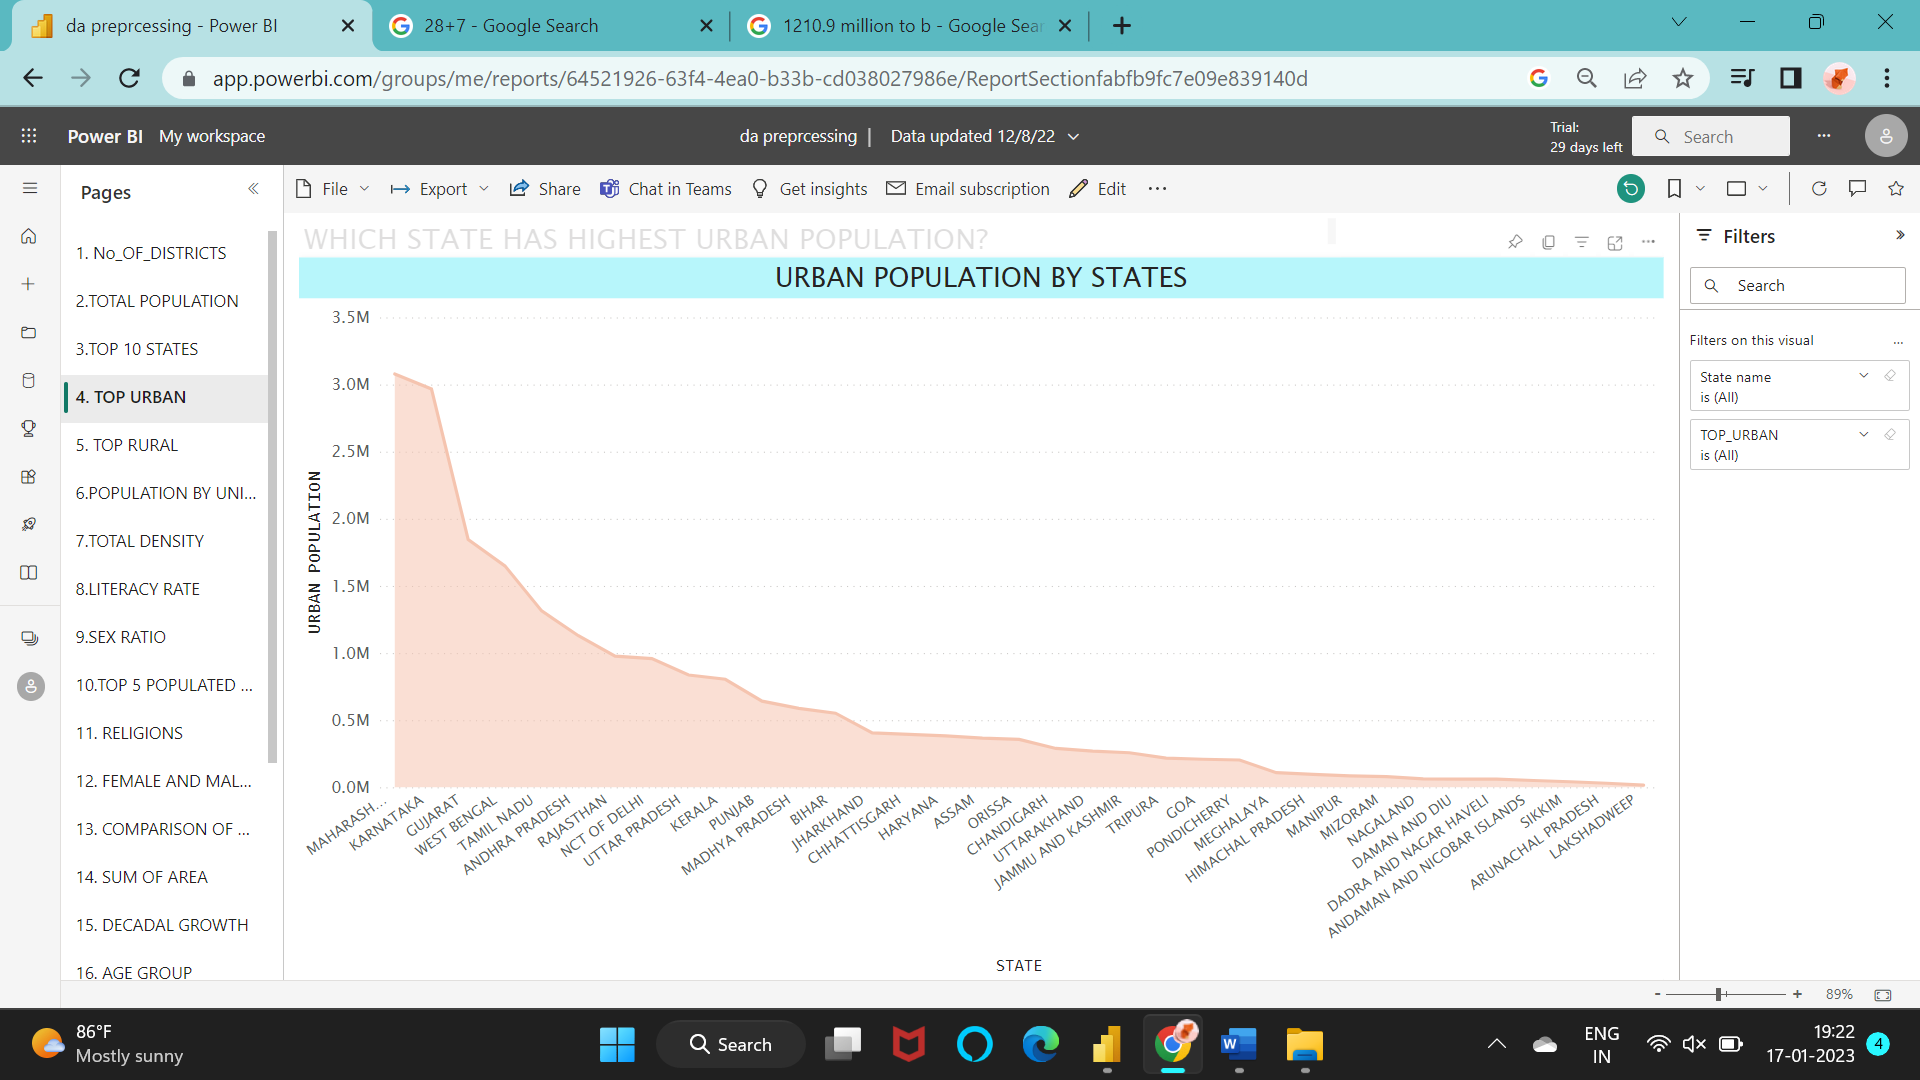 da preprcessing - Power BI
28+7 - Google Search
1210.9 million to b - Google Sear
app.powerbi.com/groups/me/reports/64521926-63f4-4ea0-b33b-cd038027986e/ReportSectionfabfb9fc7e09e839140d
Power BI My workspace
da preprcessing | Data updated 12/8/22
Trial:
29 days left
Search
Pages
File
Export
Share
Chat in Teams
Get insights
Email subscription
Edit
1. No_OF_DISTRICTS
2.TOTAL POPULATION
3.TOP 10 STATES
4. TOP URBAN
5. TOP RURAL
6.POPULATION BY UNI...
7.TOTAL DENSITY
8.LITERACY RATE
9.SEX RATIO
10.TOP 5 POPULATED ...
11. RELIGIONS
12. FEMALE AND MAL...
13. COMPARISON OF ...
14. SUM OF AREA
15. DECADAL GROWTH
16. AGE GROUP
WHICH STATE HAS HIGHEST URBAN POPULATION?
URBAN POPULATION BY STATES
URBAN POPULATION
3.5M
3.0M
2.5M
2.0M
1.5M
1.0M
0.5M
0.0M
MAHARASH...
KARNATAKA
GUJARAT
WEST BENGAL
TAMIL NADU
ANDHRA PRADESH
RAJASTHAN
NCT OF DELHI
UTTAR PRADESH
KERALA
PUNJAB
MADHYA PRADESH
BIHAR
JHARKHAND
CHHATTISGARH
HARYANA
ASSAM
ORISSA
CHANDIGARH
UTTARAKHAND
JAMMU AND KASHMIR
TRIPURA
GOA
PONDICHERRY
MEGHALAYA
HIMACHAL PRADESH
MANIPUR
MIZORAM
NAGALAND
DAMAN AND DIU
DADRA AND NAGAR HAVELI
ANDAMAN AND NICOBAR ISLANDS
SIKKIM
ARUNACHAL PRADESH
LAKSHADWEEP
STATE
Filters
Search
Filters on this visual
State name
is (All)
TOP_URBAN
is (All)
- + 89%
86°F
Mostly sunny
Search
ENG
IN
19:22
17-01-2023
4